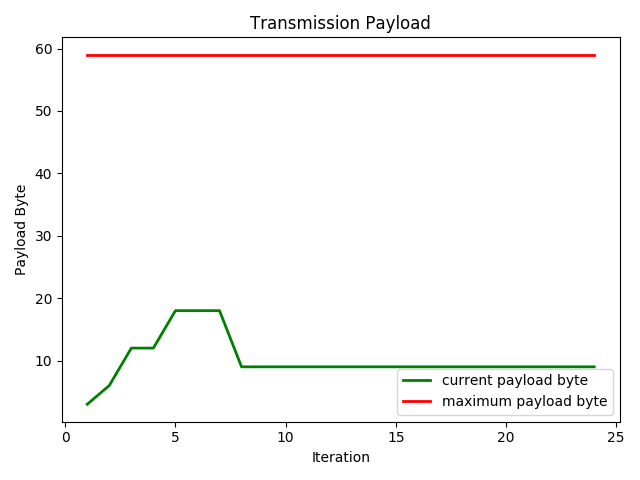 Transmission Payload
60
50
40
30
20
10
Payload Byte
current payload byte
maximum payload byte
0 5 10 15 20 25
Iteration